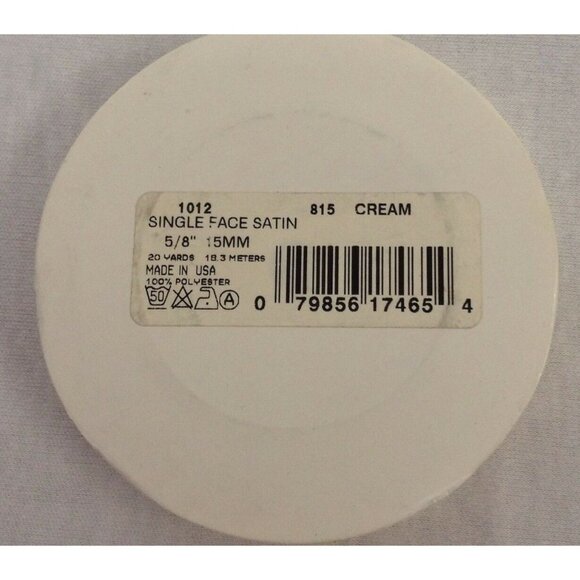 1012 815 CREAM
SINGLE FACE SATIN
5/8" 15MM
20 YARDS 18.3 METERS
MADE IN USA
100% POLYESTER
50 A
0 79856 17465 4